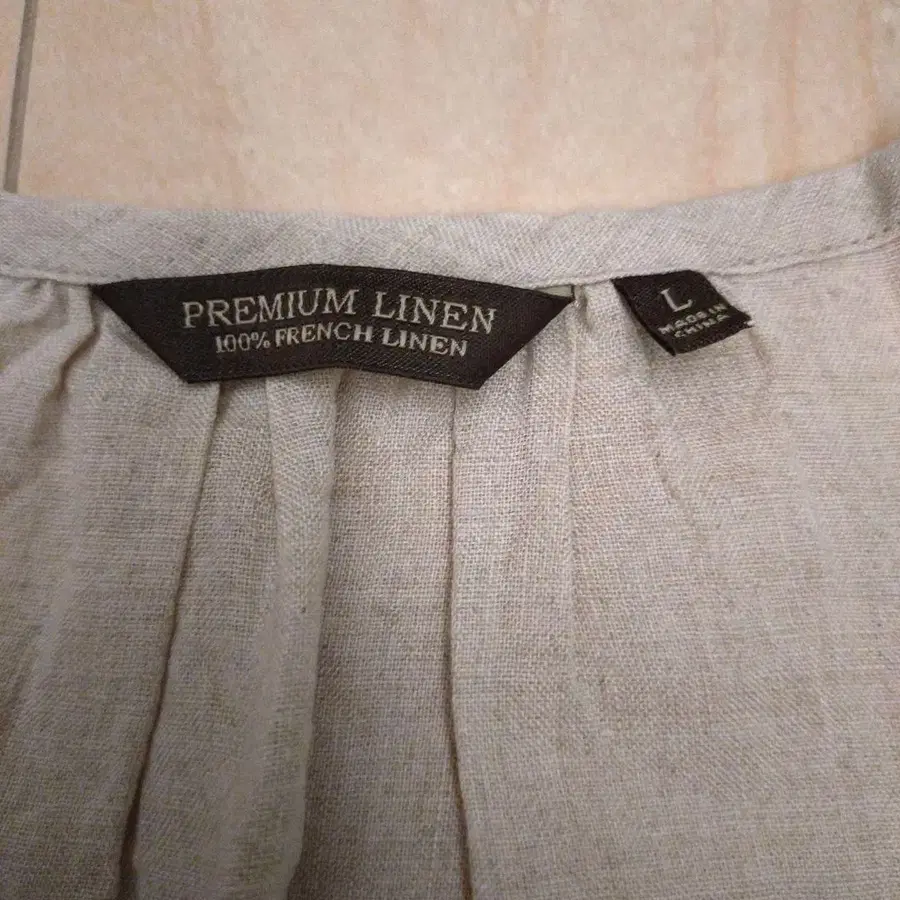 PREMIUM LINEN
100% FRENCH LINEN
L
MADE IN
CHINA